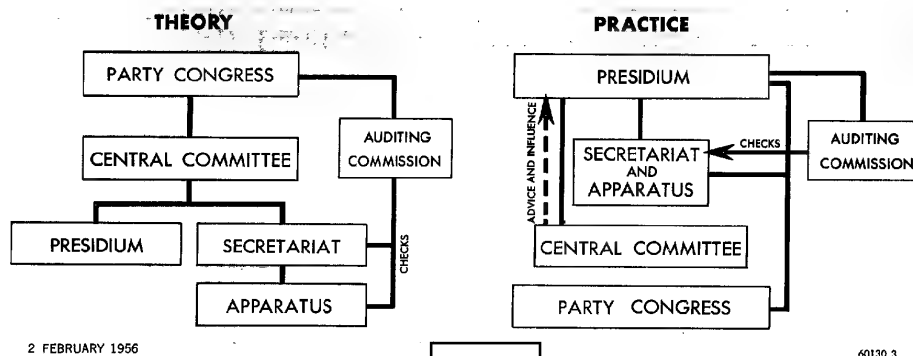 THEORY
PARTY CONGRESS
CENTRAL COMMITTEE
AUDITING
COMMISSION
PRESIDIUM
SECRETARIAT
CHECKS
APPARATUS
2 FEBRUARY 1956
PRACTICE
PRESIDIUM
ADVICE AND INFLUENCE
SECRETARIAT
AND
APPARATUS
CHECKS
AUDITING
COMMISSION
CENTRAL COMMITTEE
PARTY CONGRESS
60130 3